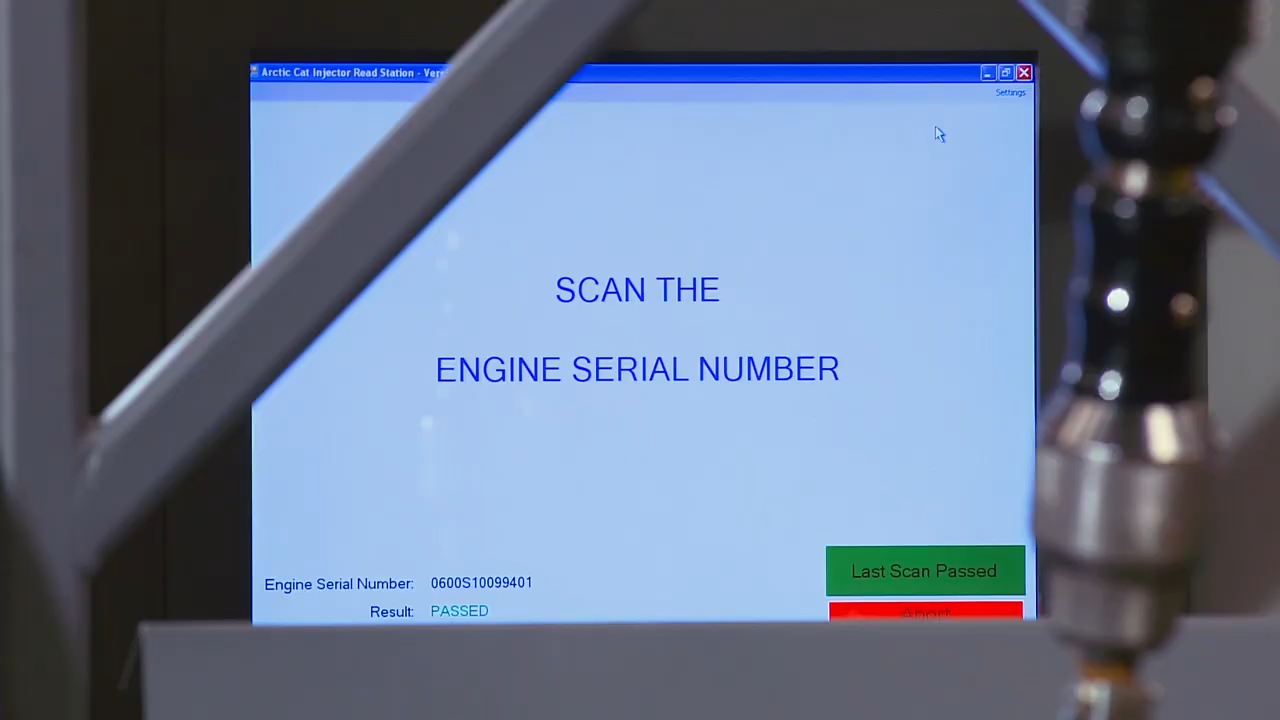 Arctic Cat Injector Read Station -
Settings
SCAN THE
ENGINE SERIAL NUMBER
Last Scan Passed
Engine Serial Number: 0600S10099401
Abort
Result: PASSED